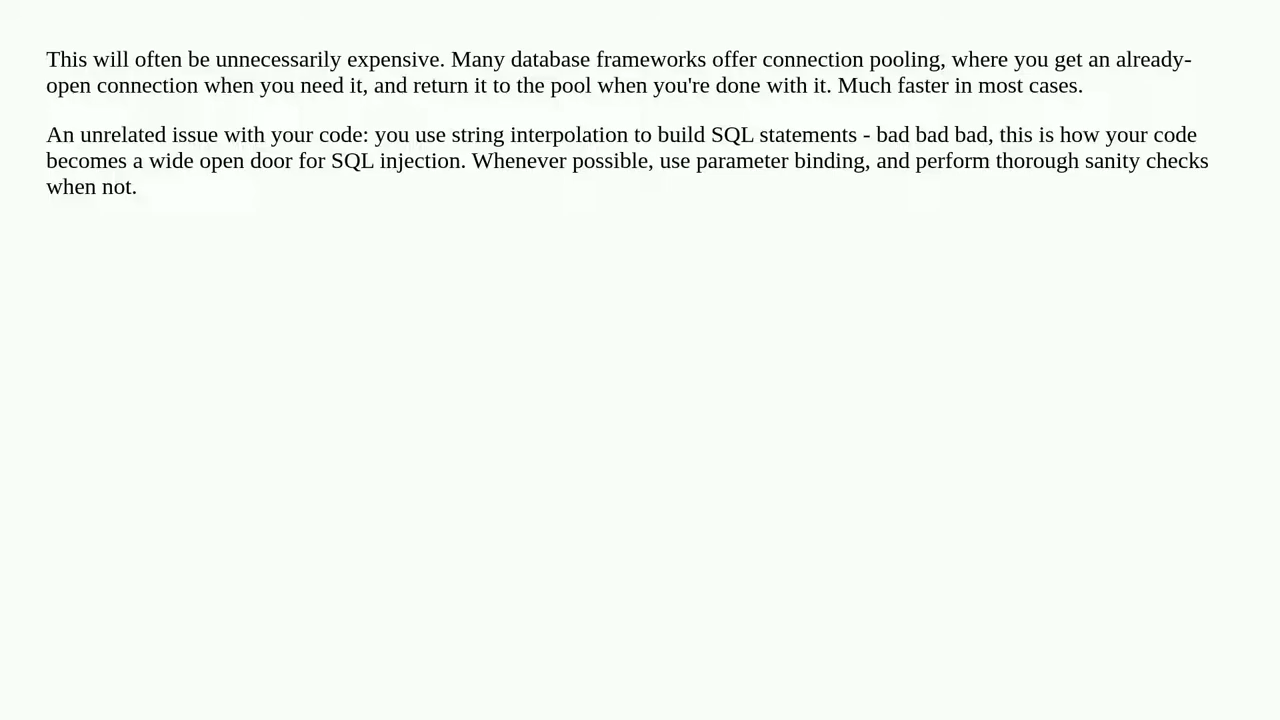 This will often be unnecessarily expensive. Many database frameworks offer connection pooling, where you get an already-
open connection when you need it, and return it to the pool when you're done with it. Much faster in most cases.
An unrelated issue with your code: you use string interpolation to build SQL statements - bad bad bad, this is how your code
becomes a wide open door for SQL injection. Whenever possible, use parameter binding, and perform thorough sanity checks
when not.